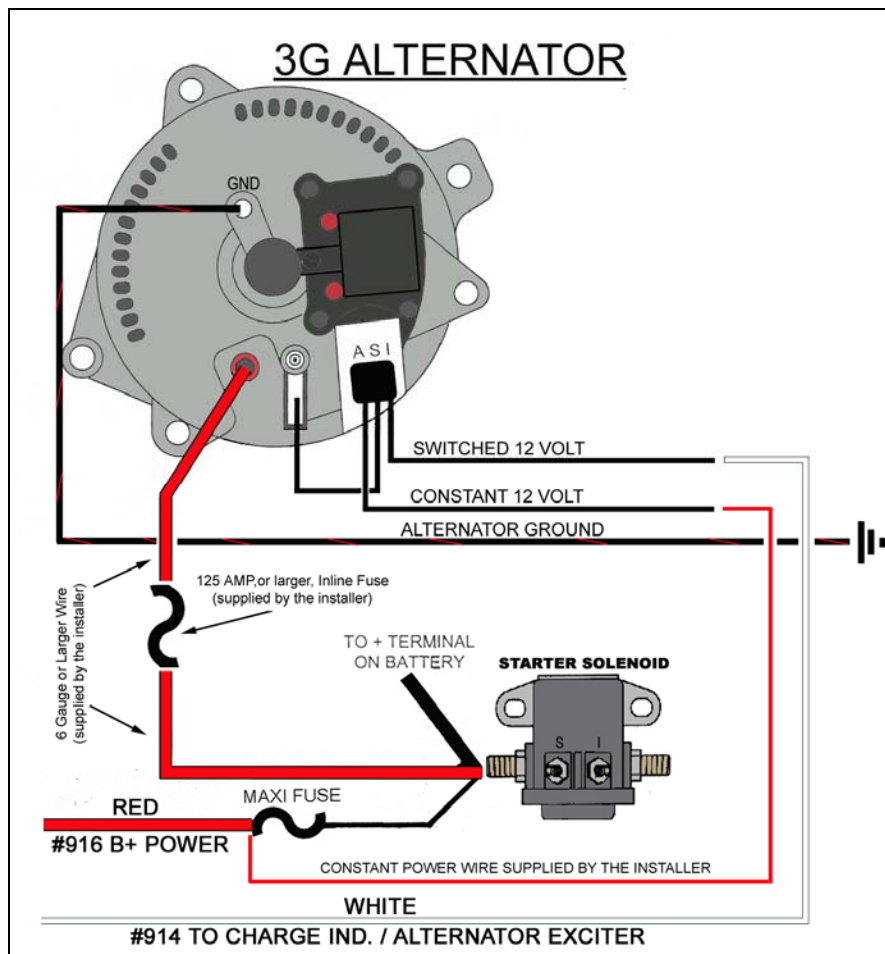 3G ALTERNATOR
GND
A S I
SWITCHED 12 VOLT
CONSTANT 12 VOLT
ALTERNATOR GROUND
125 AMP,or larger, Inline Fuse
(supplied by the installer)
6 Gauge or Larger Wire
(supplied by the installer)
TO + TERMINAL
ON BATTERY
STARTER SOLENOID
S I
MAXI FUSE
RED
#916 B+ POWER
CONSTANT POWER WIRE SUPPLIED BY THE INSTALLER
WHITE
#914 TO CHARGE IND. / ALTERNATOR EXCITER